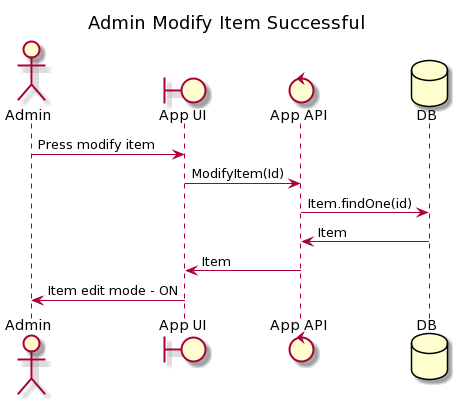 Admin Modify Item Successful
Admin
App UI
App API
DB
Press modify item
ModifyItem(Id)
Item.findOne(id)
Item
Item
Item edit mode - ON
Admin
App UI
App API
DB